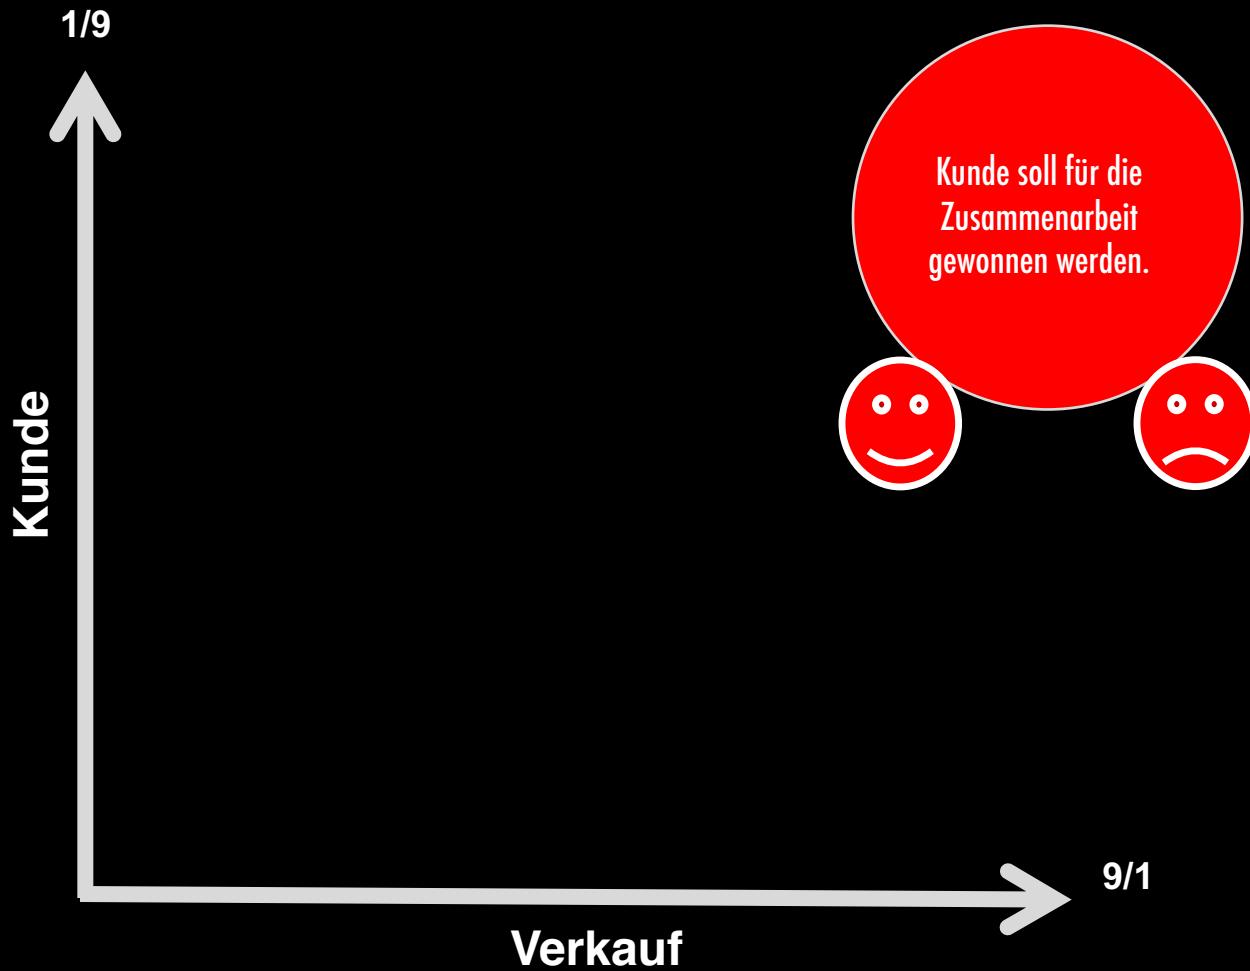 1/9
Kunde soll für die
Zusammenarbeit
gewonnen werden.
Kunde
9/1
Verkauf